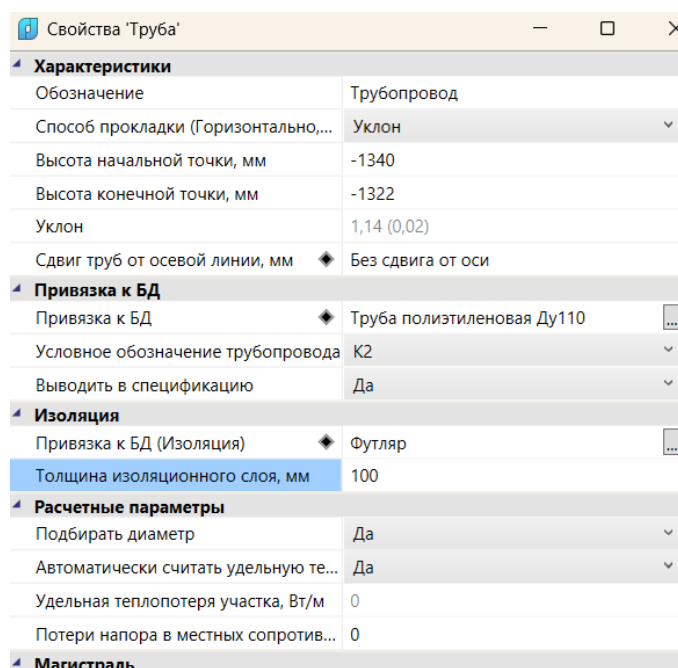 Свойства 'Труба'
Характеристики
Обозначение Трубопровод
Способ прокладки (Горизонтально,... Уклон
Высота начальной точки, мм -1340
Высота конечной точки, мм -1322
Уклон 1,14 (0,02)
Сдвиг труб от осевой линии, мм Без сдвига от оси
Привязка к БД
Привязка к БД Труба полиэтиленовая Ду110 ...
Условное обозначение трубопровода К2
Выводить в спецификацию Да
Изоляция
Привязка к БД (Изоляция) Футляр ...
Толщина изоляционного слоя, мм 100
Расчетные параметры
Подбирать диаметр Да
Автоматически считать удельную те... Да
Удельная теплопотеря участка, Вт/м 0
Потери напора в местных сопротив... 0
Магистраль